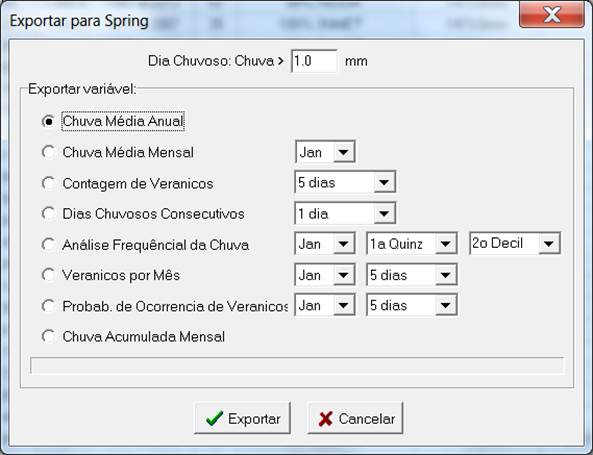 Exportar para Spring
Dia Chuvoso: Chuva > 1.0 mm
Exportar variável:
Chuva Média Anual
Chuva Média Mensal Jan
Contagem de Veranicos 5 dias
Dias Chuvosos Consecutivos 1 dia
Análise Frequêncial da Chuva Jan 1a Quinz 2o Decil
Veranicos por Mês Jan 5 dias
Probab. de Ocorrencia de Veranicos Jan 5 dias
Chuva Acumulada Mensal
Exportar Cancelar